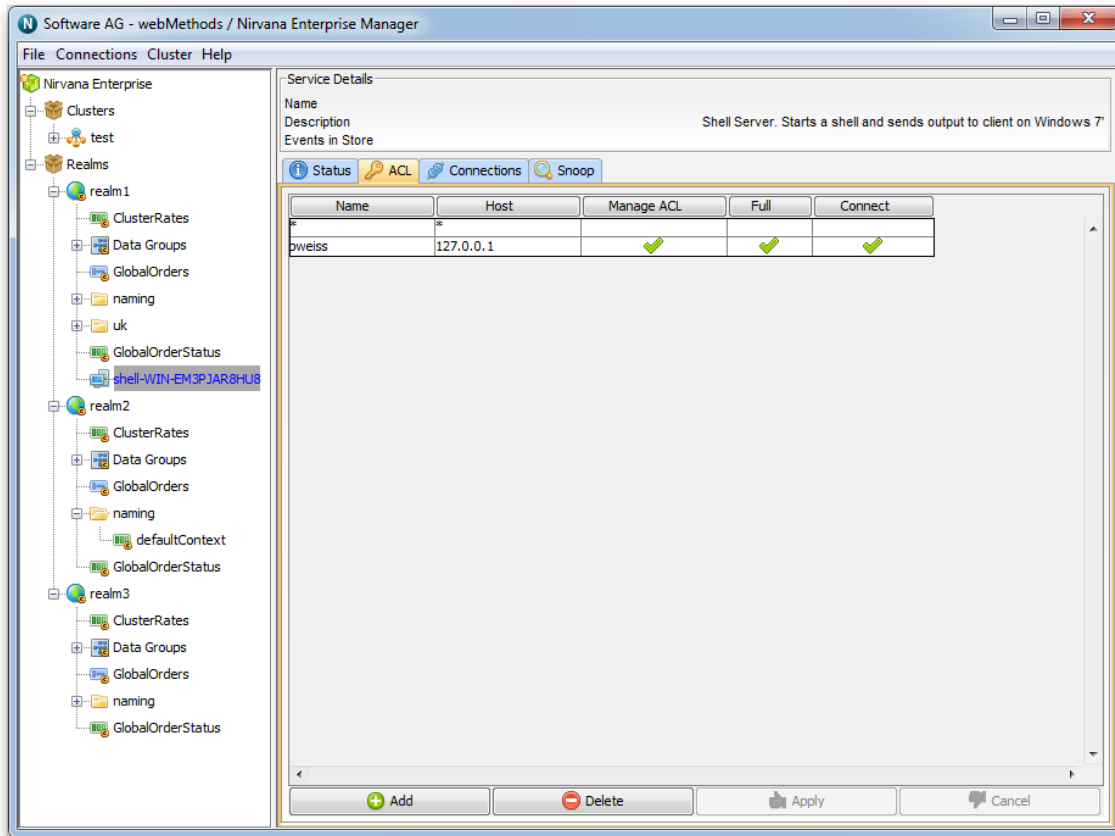 Software AG - webMethods / Nirvana Enterprise Manager
File Connections Cluster Help
Nirvana Enterprise
Clusters
test
Realms
realm1
ClusterRates
Data Groups
GlobalOrders
naming
uk
GlobalOrderStatus
shell-WIN-EM3PJAR8HU8
realm2
ClusterRates
Data Groups
GlobalOrders
naming
defaultContext
GlobalOrderStatus
realm3
ClusterRates
Data Groups
GlobalOrders
naming
GlobalOrderStatus
Service Details
Name
Description Shell Server. Starts a shell and sends output to client on Windows 7'
Events in Store
Status ACL Connections Snoop
Name Host Manage ACL Full Connect
* *
pweiss 127.0.0.1
Add Delete Apply Cancel